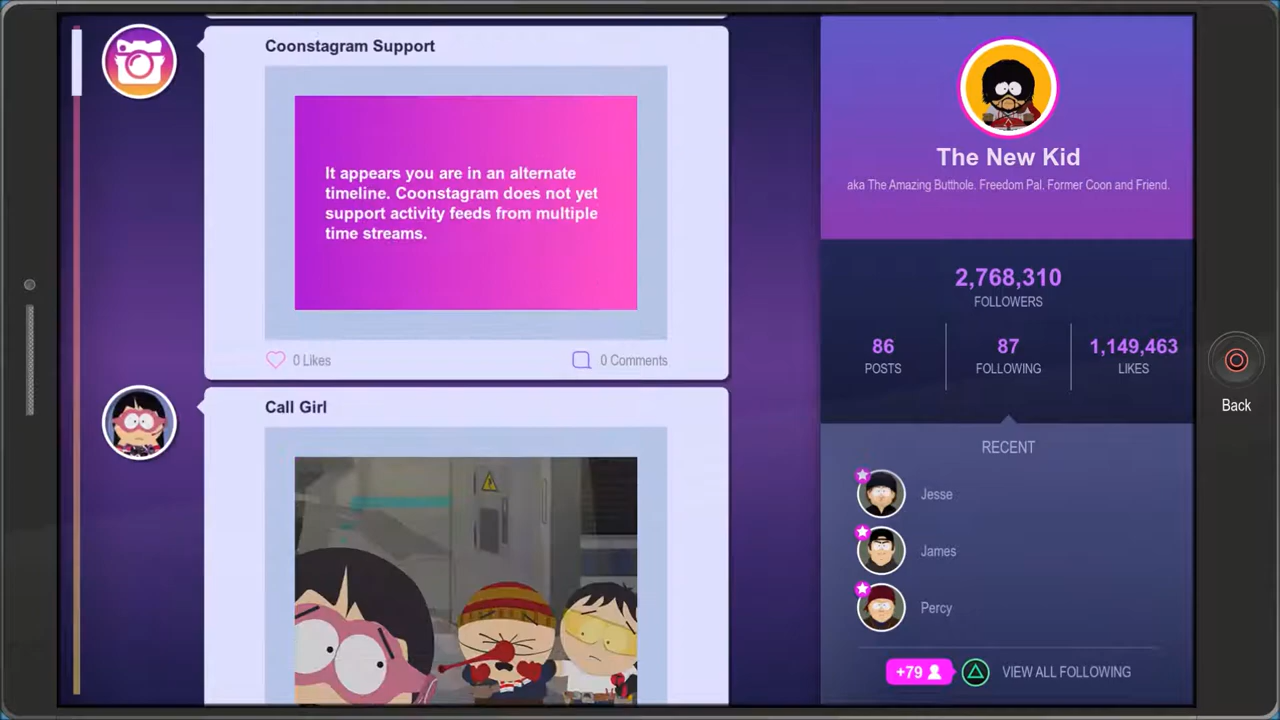 Coonstagram Support
It appears you are in an alternate
timeline. Coonstagram does not yet
support activity feeds from multiple
time streams.
0 Likes
0 Comments
Call Girl
The New Kid
aka The Amazing Butthole. Freedom Pal. Former Coon and Friend.
2,768,310
FOLLOWERS
86
POSTS
87
FOLLOWING
1,149,463
LIKES
RECENT
Jesse
James
Percy
+79
VIEW ALL FOLLOWING
Back